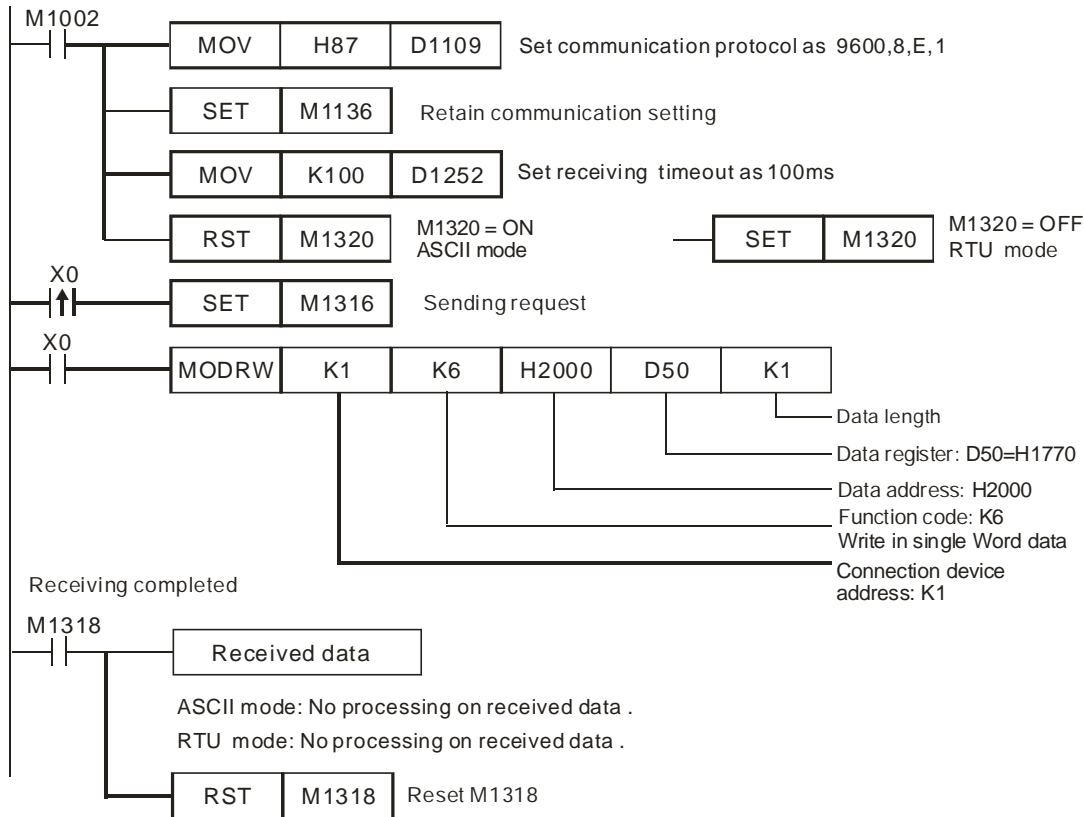 M1002
MOV H87 D1109 Set communication protocol as 9600,8,E,1
SET M1136 Retain communication setting
MOV K100 D1252 Set receiving timeout as 100ms
RST M1320 M1320 = ON
ASCII mode
SET M1320 M1320 = OFF
RTU mode
X0
SET M1316 Sending request
X0
MODRW K1 K6 H2000 D50 K1
Data length
Data register: D50=H1770
Data address: H2000
Function code: K6
Write in single Word data
Connection device
address: K1
Receiving completed
M1318
Received data
ASCII mode: No processing on received data .
RTU mode: No processing on received data .
RST M1318 Reset M1318